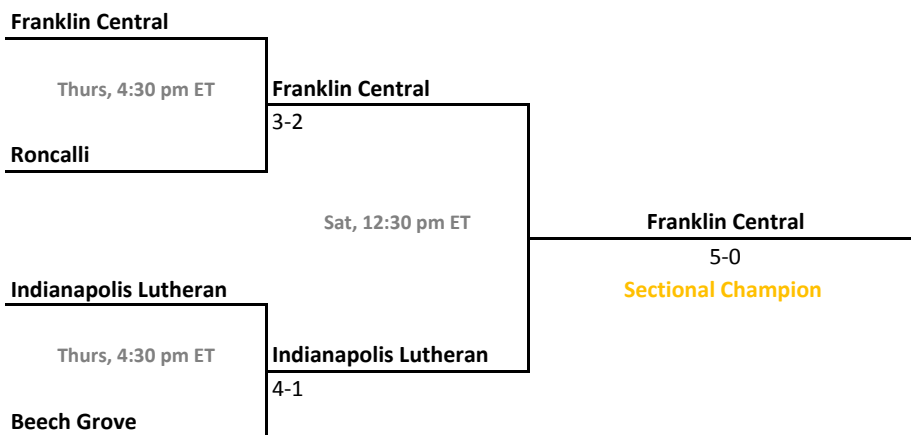 Franklin Central
Thurs, 4:30 pm ET
Franklin Central
3-2
Roncalli
Sat, 12:30 pm ET
Franklin Central
5-0
Sectional Champion
Indianapolis Lutheran
Thurs, 4:30 pm ET
Indianapolis Lutheran
4-1
Beech Grove